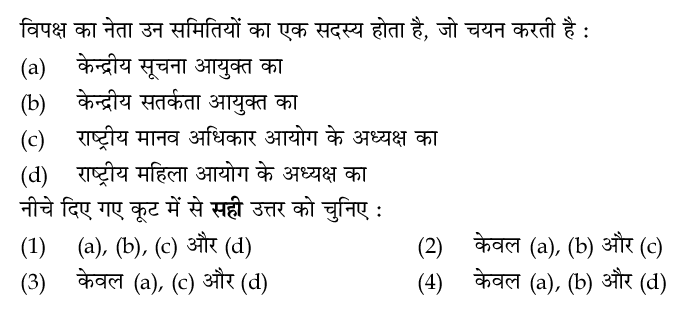 विपक्ष का नेता उन समितियों का एक सदस्य होता है, जो चयन करती है :
(a) केन्द्रीय सूचना आयुक्त का
(b) केन्द्रीय सतर्कता आयुक्त का
(c) राष्ट्रीय मानव अधिकार आयोग के अध्यक्ष का
(d) राष्ट्रीय महिला आयोग के अध्यक्ष का
नीचे दिए गए कूट में से सही उत्तर को चुनिए :
(1) (a), (b), (c) और (d) (2) केवल (a), (b) और (c)
(3) केवल (a), (c) और (d) (4) केवल (a), (b) और (d)